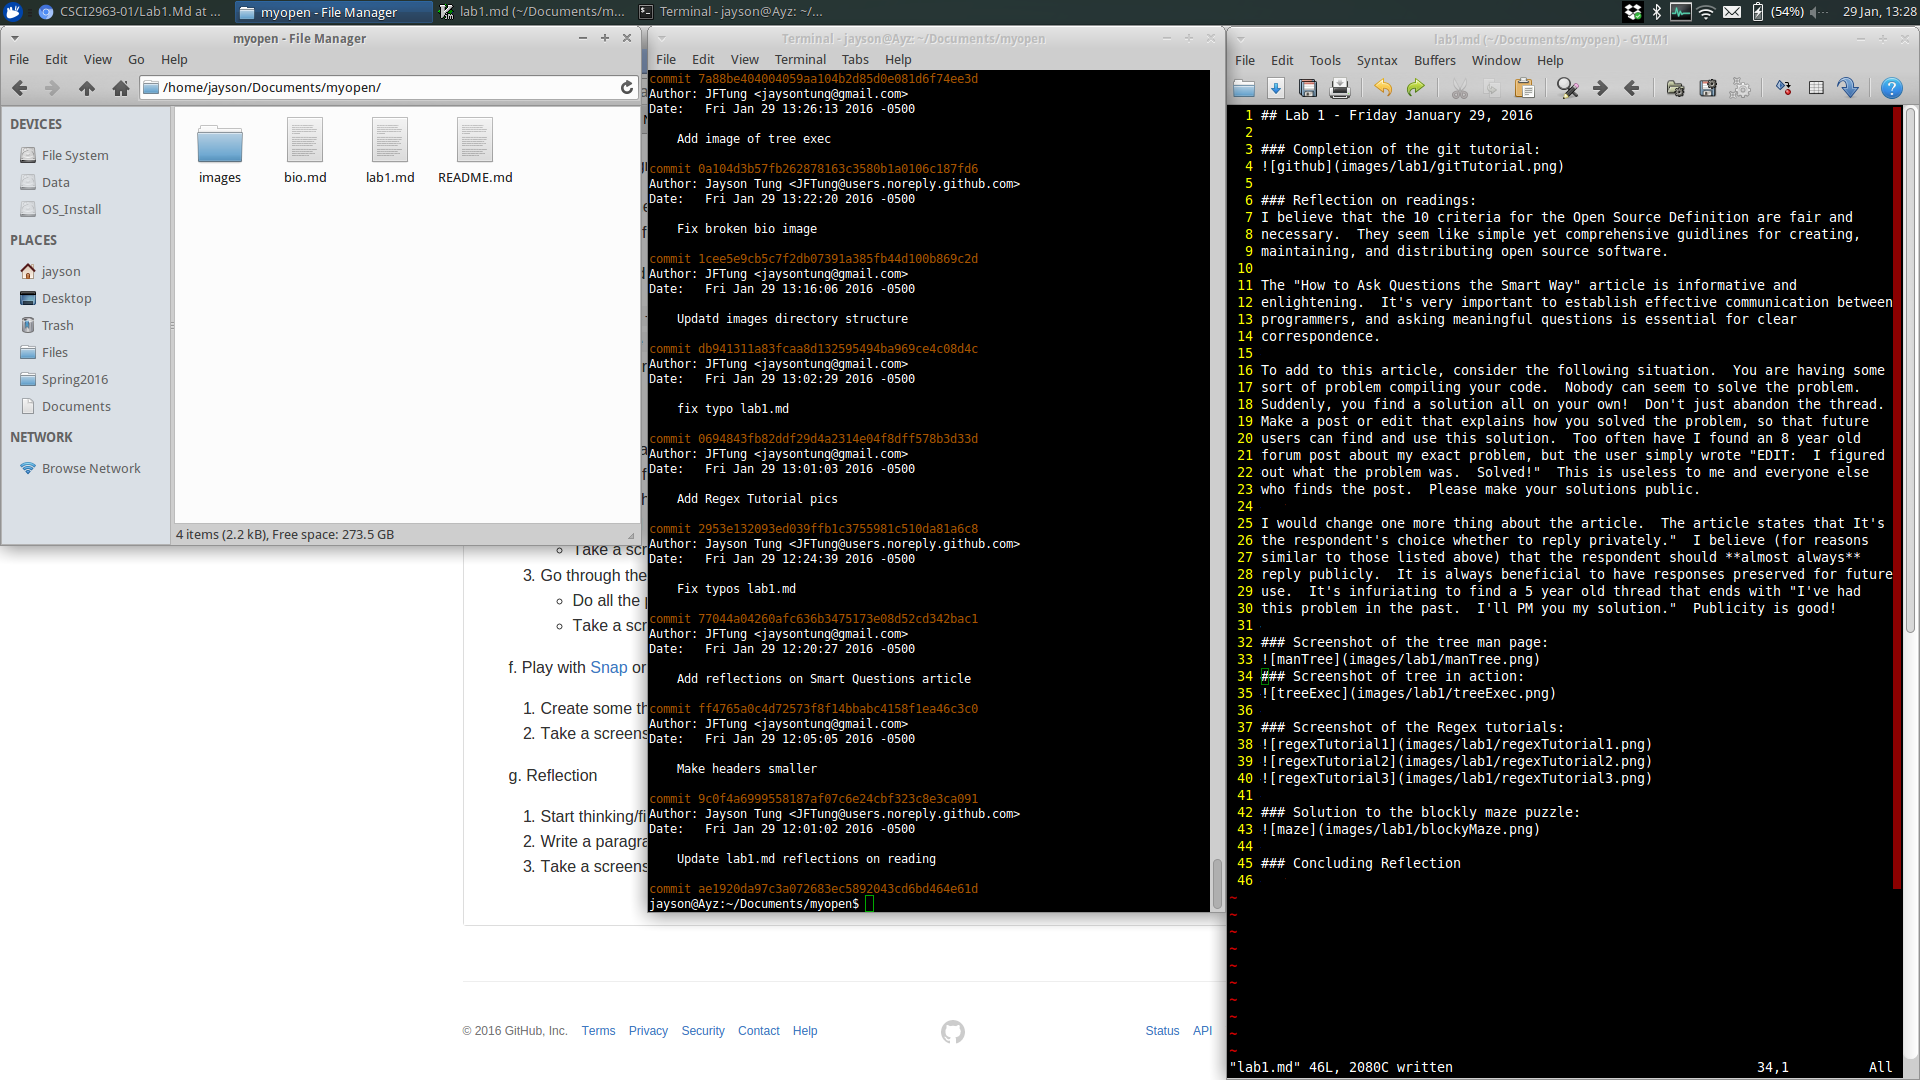 CSCI2963-01/Lab1.Md at ...
myopen - File Manager
lab1.md (~/Documents/m...
Terminal - jayson@Ayz: ~/...
(54%)
29 Jan, 13:28
myopen - File Manager
File Edit View Go Help
/home/jayson/Documents/myopen/
DEVICES
File System
Data
OS_Install
PLACES
jayson
Desktop
Trash
Files
Spring2016
Documents
NETWORK
Browse Network
images
bio.md
lab1.md
README.md
4 items (2.2 kB), Free space: 273.5 GB
Take a scr
3. Go through the
Do all the
Take a scr
f. Play with Snap or
1. Create some th
2. Take a screens
g. Reflection
1. Start thinking/fi
2. Write a paragra
3. Take a screens
© 2016 GitHub, Inc. Terms Privacy Security Contact Help
Status API
Terminal - jayson@Ayz: ~/Documents/myopen
File Edit View Terminal Tabs Help
commit 7a88be404004059aa104b2d85d0e081d6f74ee3d
Author: JFTung <jaysontung@gmail.com>
Date:   Fri Jan 29 13:26:13 2016 -0500
Add image of tree exec
commit 0a104d3b57fb262878163c3580b1a0106c187fd6
Author: Jayson Tung <JFTung@users.noreply.github.com>
Date:   Fri Jan 29 13:22:20 2016 -0500
Fix broken bio image
commit 1cee5e9cb5c7f2db07391a385fb44d100b869c2d
Author: JFTung <jaysontung@gmail.com>
Date:   Fri Jan 29 13:16:06 2016 -0500
Updatd images directory structure
commit db941311a83fcaa8d132595494ba969ce4c08d4c
Author: JFTung <jaysontung@gmail.com>
Date:   Fri Jan 29 13:02:29 2016 -0500
fix typo lab1.md
commit 0694843fb82ddf29d4a2314e04f8dff578b3d33d
Author: JFTung <jaysontung@gmail.com>
Date:   Fri Jan 29 13:01:03 2016 -0500
Add Regex Tutorial pics
commit 2953e132093ed039ffb1c3755981c510da81a6c8
Author: Jayson Tung <JFTung@users.noreply.github.com>
Date:   Fri Jan 29 12:24:39 2016 -0500
Fix typos lab1.md
commit 77044a04260afc636b3475173e08d52cd342bac1
Author: JFTung <jaysontung@gmail.com>
Date:   Fri Jan 29 12:20:27 2016 -0500
Add reflections on Smart Questions article
commit ff4765a0c4d72573f8f14bbabc4158f1ea46c3c0
Author: JFTung <jaysontung@gmail.com>
Date:   Fri Jan 29 12:05:05 2016 -0500
Make headers smaller
commit 9c0f4a6999558187af07c6e24cbf323c8e3ca091
Author: Jayson Tung <JFTung@users.noreply.github.com>
Date:   Fri Jan 29 12:01:02 2016 -0500
Update lab1.md reflections on reading
commit ae1920da97c3a072683ec5892043cd6bd464e61d
jayson@Ayz:~/Documents/myopen$
lab1.md (~/Documents/myopen) - GVIM1
File Edit Tools Syntax Buffers Window Help
1 ## Lab 1 - Friday January 29, 2016
2
3 ### Completion of the git tutorial:
4 ![github](images/lab1/gitTutorial.png)
5
6 ### Reflection on readings:
7 I believe that the 10 criteria for the Open Source Definition are fair and
8 necessary.  They seem like simple yet comprehensive guidlines for creating,
9 maintaining, and distributing open source software.
10
11 The "How to Ask Questions the Smart Way" article is informative and
12 enlightening.  It's very important to establish effective communication between
13 programmers, and asking meaningful questions is essential for clear
14 correspondence.
15
16 To add to this article, consider the following situation.  You are having some
17 sort of problem compiling your code.  Nobody can seem to solve the problem.
18 Suddenly, you find a solution all on your own!  Don't just abandon the thread.
19 Make a post or edit that explains how you solved the problem, so that future
20 users can find and use this solution.  Too often have I found an 8 year old
21 forum post about my exact problem, but the user simply wrote "EDIT:  I figured
22 out what the problem was.  Solved!"  This is useless to me and everyone else
23 who finds the post.  Please make your solutions public.
24
25 I would change one more thing about the article.  The article states that It's
26 the respondent's choice whether to reply privately."  I believe (for reasons
27 similar to those listed above) that the respondent should **almost always**
28 reply publicly.  It is always beneficial to have responses preserved for future
29 use.  It's infuriating to find a 5 year old thread that ends with "I've had
30 this problem in the past.  I'll PM you my solution."  Publicity is good!
31
32 ### Screenshot of the tree man page:
33 ![manTree](images/lab1/manTree.png)
34 ### Screenshot of tree in action:
35 ![treeExec](images/lab1/treeExec.png)
36
37 ### Screenshot of the Regex tutorials:
38 ![regexTutorial1](images/lab1/regexTutorial1.png)
39 ![regexTutorial2](images/lab1/regexTutorial2.png)
40 ![regexTutorial3](images/lab1/regexTutorial3.png)
41
42 ### Solution to the blockly maze puzzle:
43 ![maze](images/lab1/blockyMaze.png)
44
45 ### Concluding Reflection
46
~
~
~
~
~
~
~
~
~
~
"lab1.md" 46L, 2080C written
34,1
All